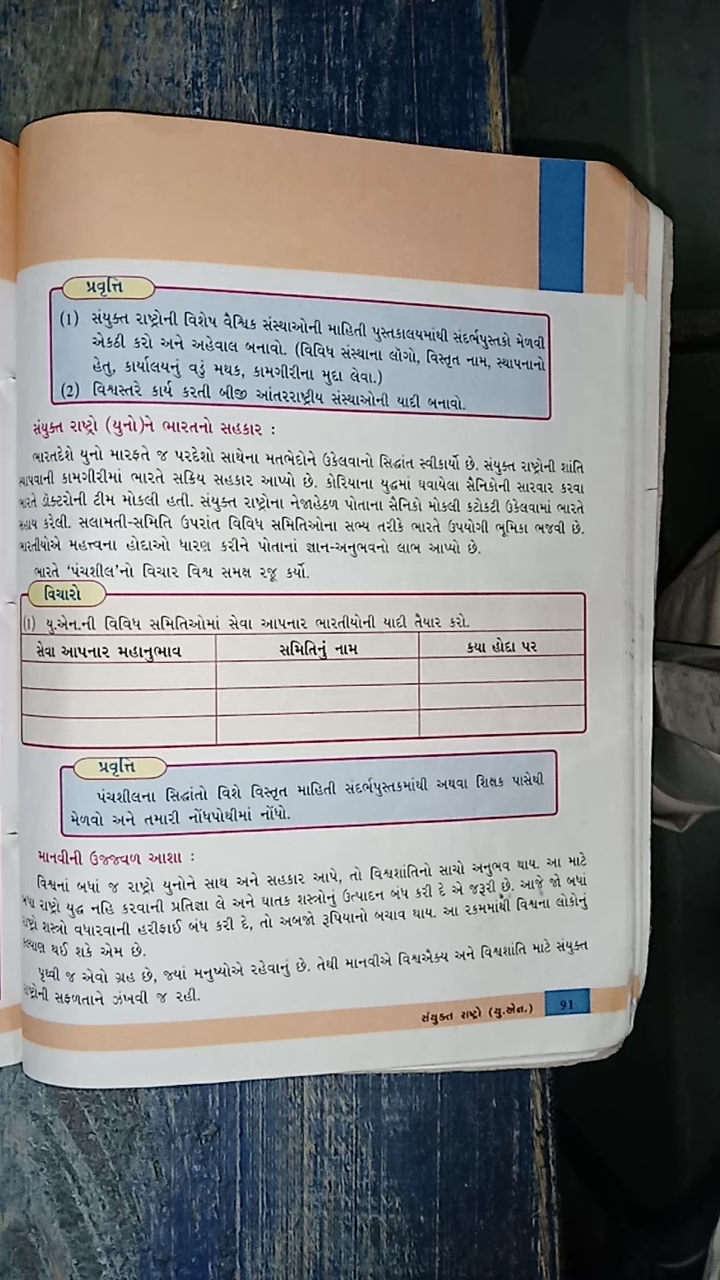 પ્રવૃત્તિ
(1) સંયુક્ત રાષ્ટ્રોની વિશેષ વૈશ્વિક સંસ્થાઓની માહિતી પુસ્તકાલયમાંથી સંદર્ભપુસ્તકો મેળવી
એકઠી કરો અને અહેવાલ બનાવો. (વિવિધ સંસ્થાના લોગો, વિસ્તૃત નામ, સ્થાપનાનો
હેતુ, કાર્યાલયનું વડું મથક, કામગીરીના મુદા લેવા.)
(2) વિશ્વસ્તરે કાર્ય કરતી બીજી આંતરરાષ્ટ્રીય સંસ્થાઓની યાદી બનાવો.
સંયુક્ત રાષ્ટ્રો (યુનો)ને ભારતનો સહકાર :
ભારતદેશે યુનો મારફતે જ પરદેશો સાથેના મતભેદોને ઉકેલવાનો સિદ્ધાંત સ્વીકાર્યો છે. સંયુક્ત રાષ્ટ્રોની શાંતિ
સ્થાપવાની કામગીરીમાં ભારતે સક્રિય સહકાર આપ્યો છે. કોરિયાના યુદ્ધમાં ઘવાયેલા સૈનિકોની સારવાર કરવા
ભારતે ડૉક્ટરોની ટીમ મોકલી હતી. સંયુક્ત રાષ્ટ્રોના નેજાહેઠળ પોતાના સૈનિકો મોકલી કટોકટી ઉકેલવામાં ભારતે
સહાય કરેલી. સલામતી-સમિતિ ઉપરાંત વિવિધ સમિતિઓના સભ્ય તરીકે ભારતે ઉપયોગી ભૂમિકા ભજવી છે.
ભારતીયોએ મહત્ત્વના હોદાઓ ધારણ કરીને પોતાનાં જ્ઞાન-અનુભવનો લાભ આપ્યો છે.
ભારતે 'પંચશીલ'નો વિચાર વિશ્વ સમક્ષ રજૂ કર્યો.
વિચારો
(1) યુ.એન.ની વિવિધ સમિતિઓમાં સેવા આપનાર ભારતીયોની યાદી તૈયાર કરો.
સેવા આપનાર મહાનુભાવ સમિતિનું નામ કયા હોદા પર
પ્રવૃત્તિ
પંચશીલના સિદ્ધાંતો વિશે વિસ્તૃત માહિતી સંદર્ભપુસ્તકમાંથી અથવા શિક્ષક પાસેથી
મેળવો અને તમારી નોંધપોથીમાં નોંધો.
માનવીની ઉજ્જવળ આશા :
વિશ્વનાં બધાં જ રાષ્ટ્રો યુનોને સાથ અને સહકાર આપે, તો વિશ્વશાંતિનો સાચો અનુભવ થાય. આ માટે
બધા રાષ્ટ્રો યુદ્ધ નહિ કરવાની પ્રતિજ્ઞા લે અને ઘાતક શસ્ત્રોનું ઉત્પાદન બંધ કરી દે એ જરૂરી છે. આજે જો બધાં
રાષ્ટ્રો શસ્ત્રો વધારવાની હરીફાઈ બંધ કરી દે, તો અબજો રૂપિયાનો બચાવ થાય. આ રકમમાંથી વિશ્વના લોકોનું
કલ્યાણ થઈ શકે એમ છે.
પૃથ્વી જ એવો ગ્રહ છે, જ્યાં મનુષ્યોએ રહેવાનું છે. તેથી માનવીએ વિશ્વઐક્ય અને વિશ્વશાંતિ માટે સંયુક્ત
રાષ્ટ્રોની સફળતાને ઝંખવી જ રહી.
સંયુક્ત રાષ્ટ્રો (યુ.એન.) 91